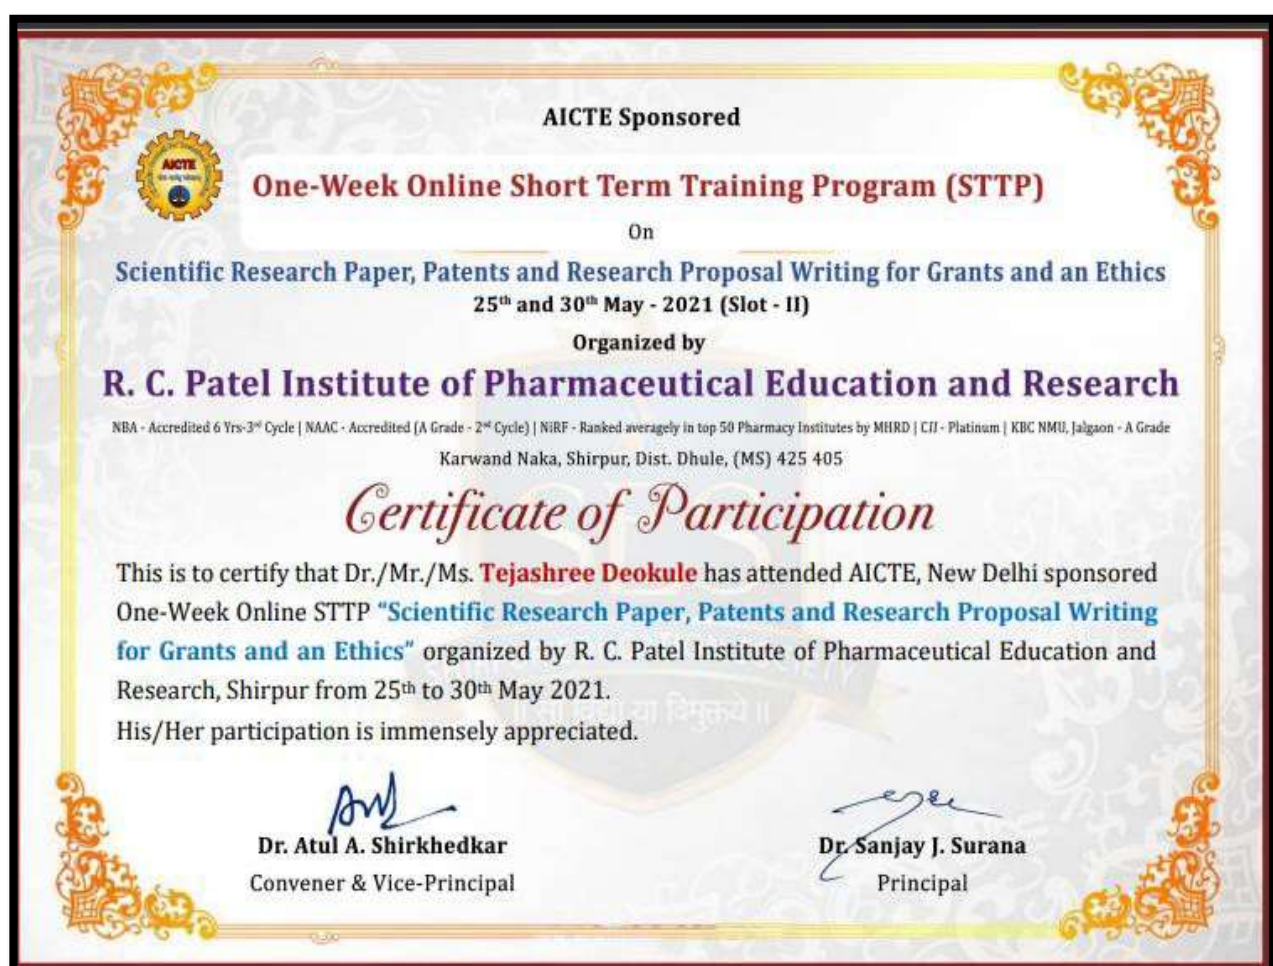 AICTE Sponsored
AICTE
One-Week Online Short Term Training Program (STTP)
On
Scientific Research Paper, Patents and Research Proposal Writing for Grants and an Ethics
25th and 30th May - 2021 (Slot - II)
Organized by
R. C. Patel Institute of Pharmaceutical Education and Research
NBA - Accredited 6 Yrs-3rd Cycle | NAAC - Accredited (A Grade - 2nd Cycle) | NiRF - Ranked averagely in top 50 Pharmacy Institutes by MHRD | CII - Platinum | KBC NMU, Jalgaon - A Grade
Karwand Naka, Shirpur, Dist. Dhule, (MS) 425 405
Certificate of Participation
This is to certify that Dr./Mr./Ms. Tejashree Deokule has attended AICTE, New Delhi sponsored
One-Week Online STTP “Scientific Research Paper, Patents and Research Proposal Writing
for Grants and an Ethics” organized by R. C. Patel Institute of Pharmaceutical Education and
Research, Shirpur from 25th to 30th May 2021.
His/Her participation is immensely appreciated.
Dr. Atul A. Shirkhedkar
Convener & Vice-Principal
Dr. Sanjay J. Surana
Principal